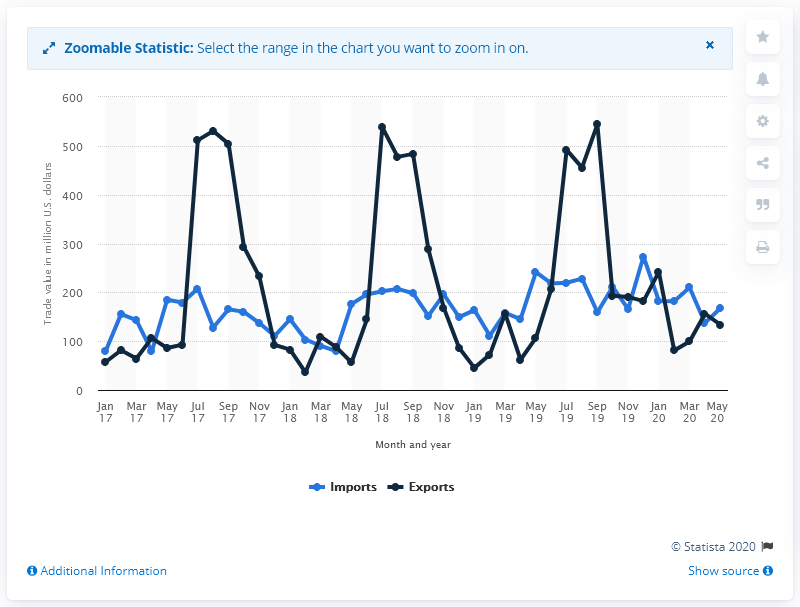 Zoomable Statistic: Select the range in the chart you want to zoom in on.
×
600
500
400
300
200
100
0
Trade value in million U.S. dollars
Jan 17 Mar 17 May 17 Jul 17 Sep 17 Nov 17 Jan 18 Mar 18 May 18 Jul 18 Sep 18 Nov 18 Jan 19 Mar 19 May 19 Jul 19 Sep 19 Nov 19 Jan 20 Mar 20 May 20
Month and year
Imports Exports
© Statista 2020
Additional Information
Show source